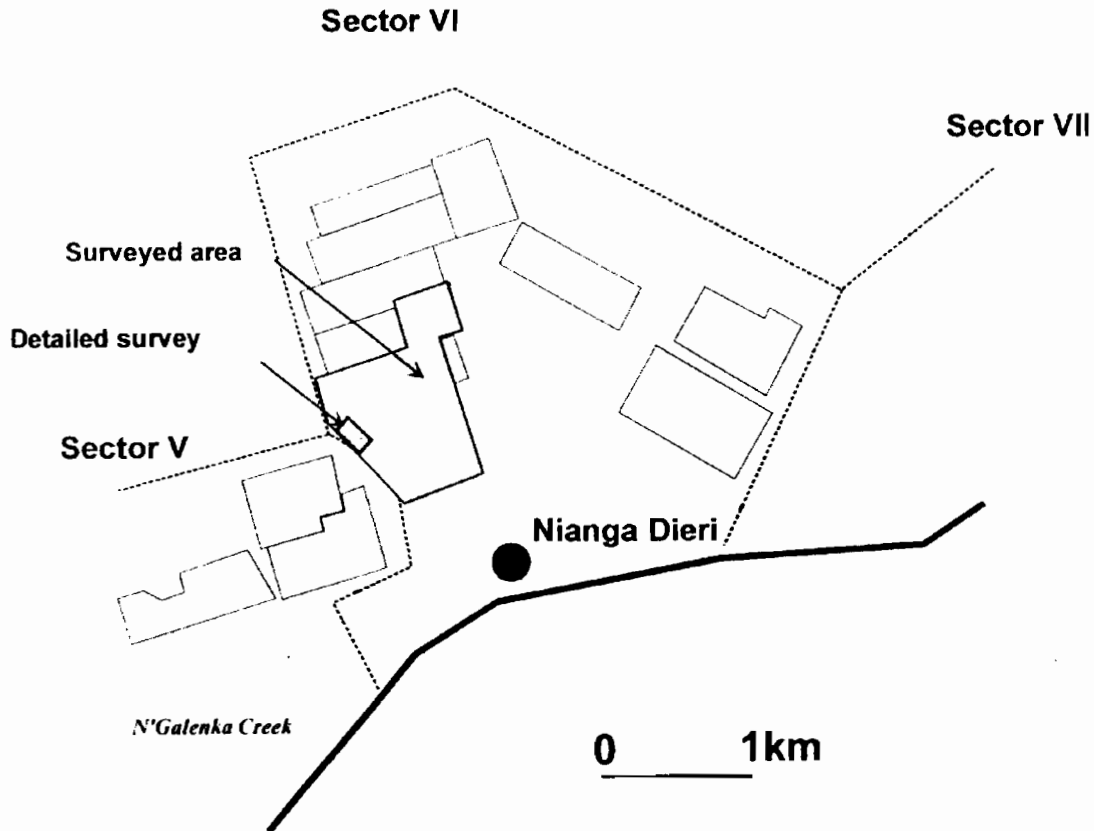 Sector VI
Sector VII
Surveyed area
Detailed survey
Sector V
Nianga Dieri
N'Galenka Creek
0 1km